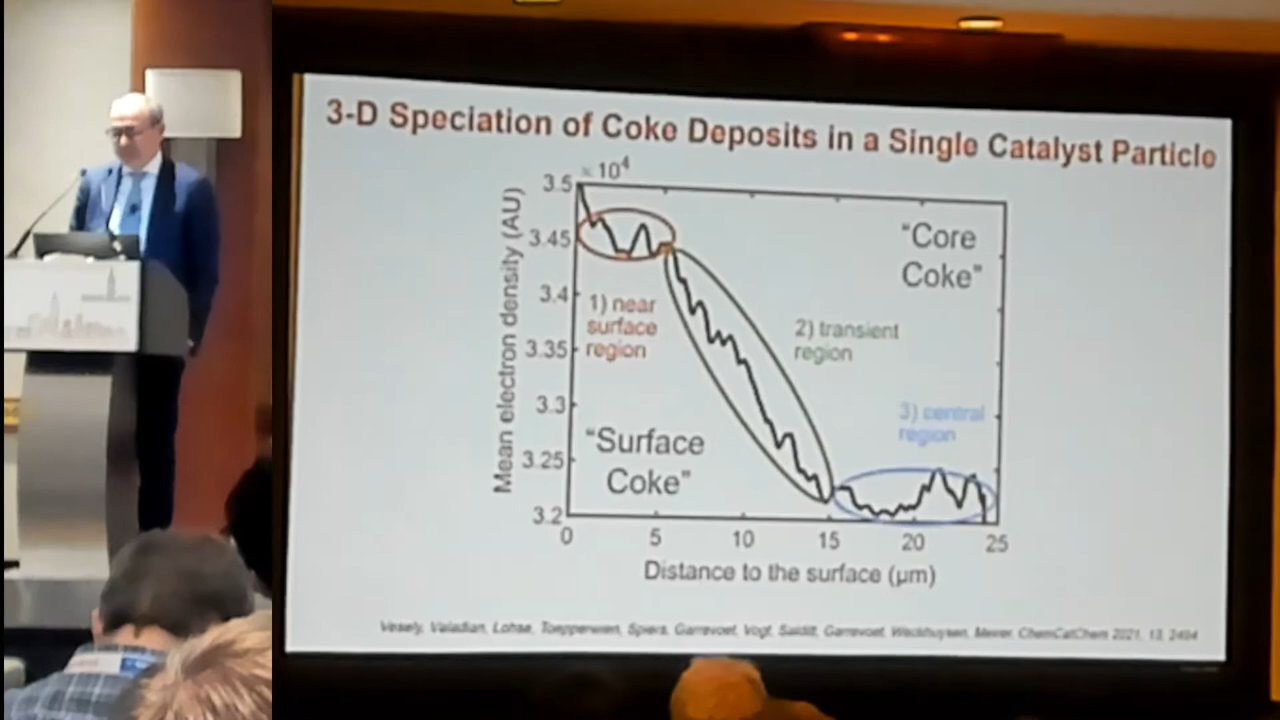 3-D Speciation of Coke Deposits in a Single Catalyst Particle
× 10⁴
3.5
3.45
3.4
3.35
3.3
3.25
3.2
Mean electron density (AU)
"Core
Coke"
1) near
surface
region
2) transient
region
3) central
region
"Surface
Coke"
0 5 10 15 20 25
Distance to the surface (μm)
Vesely, Valadian, Lohse, Toepperwien, Spiers, Garrevoet, Vogt, Salditt, Garrevoet, Weckhuysen, Meirer, ChemCatChem 2021, 13, 2494